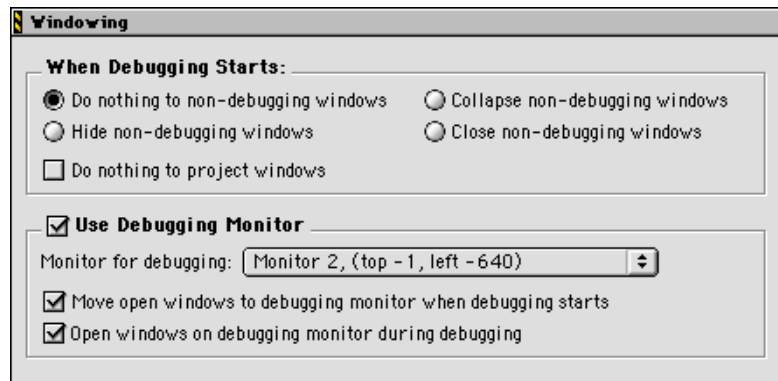 Windowing
When Debugging Starts:
Do nothing to non-debugging windows
Collapse non-debugging windows
Hide non-debugging windows
Close non-debugging windows
Do nothing to project windows
Use Debugging Monitor
Monitor for debugging: Monitor 2, (top -1, left -640)
Move open windows to debugging monitor when debugging starts
Open windows on debugging monitor during debugging